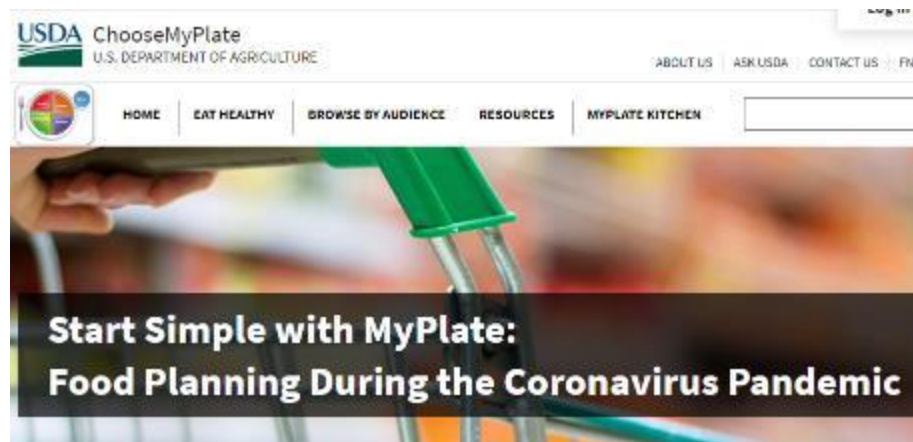 USDA ChooseMyPlate
U.S. DEPARTMENT OF AGRICULTURE
ABOUT US ASK USDA CONTACT US
HOME EAT HEALTHY BROWSE BY AUDIENCE RESOURCES MYPLATE KITCHEN
Start Simple with MyPlate:
Food Planning During the Coronavirus Pandemic